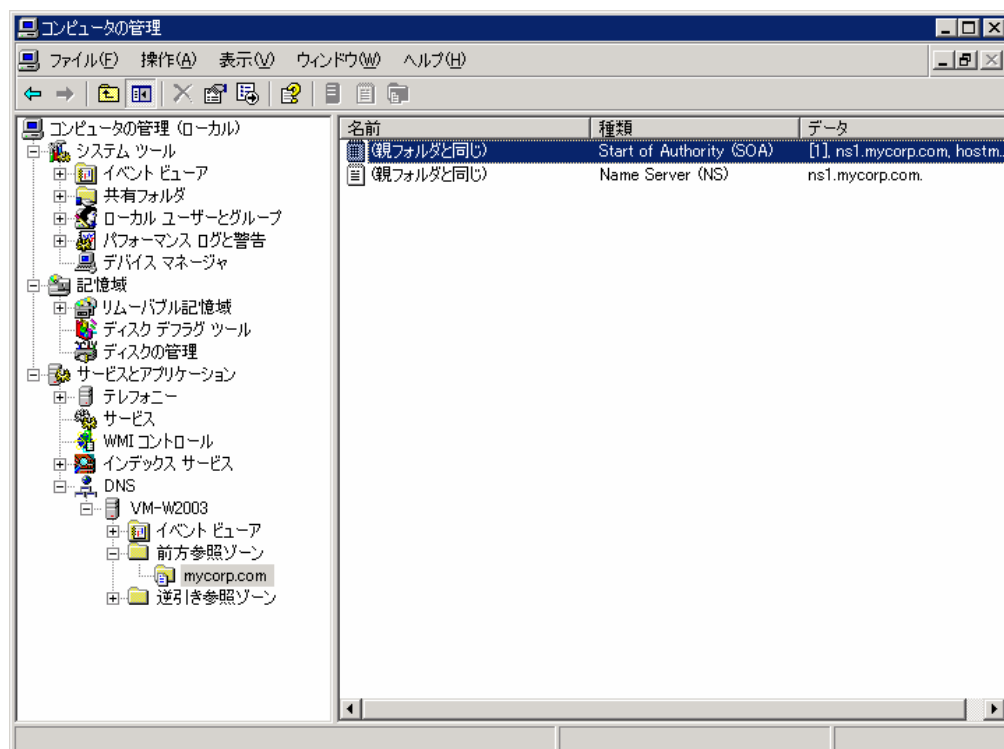 コンピュータの管理
ファイル(F) 操作(A) 表示(V) ウィンドウ(W) ヘルプ(H)
コンピュータの管理 (ローカル)
システム ツール
イベント ビューア
共有フォルダ
ローカル ユーザーとグループ
パフォーマンス ログと警告
デバイス マネージャ
記憶域
リムーバブル記憶域
ディスク デフラグ ツール
ディスクの管理
サービスとアプリケーション
テレフォニー
サービス
WMI コントロール
インデックス サービス
DNS
VM-W2003
イベント ビューア
前方参照ゾーン
mycorp.com
逆引き参照ゾーン
名前 種類 データ
(親フォルダと同じ) Start of Authority (SOA) [1], ns1.mycorp.com, hostm...
(親フォルダと同じ) Name Server (NS) ns1.mycorp.com.